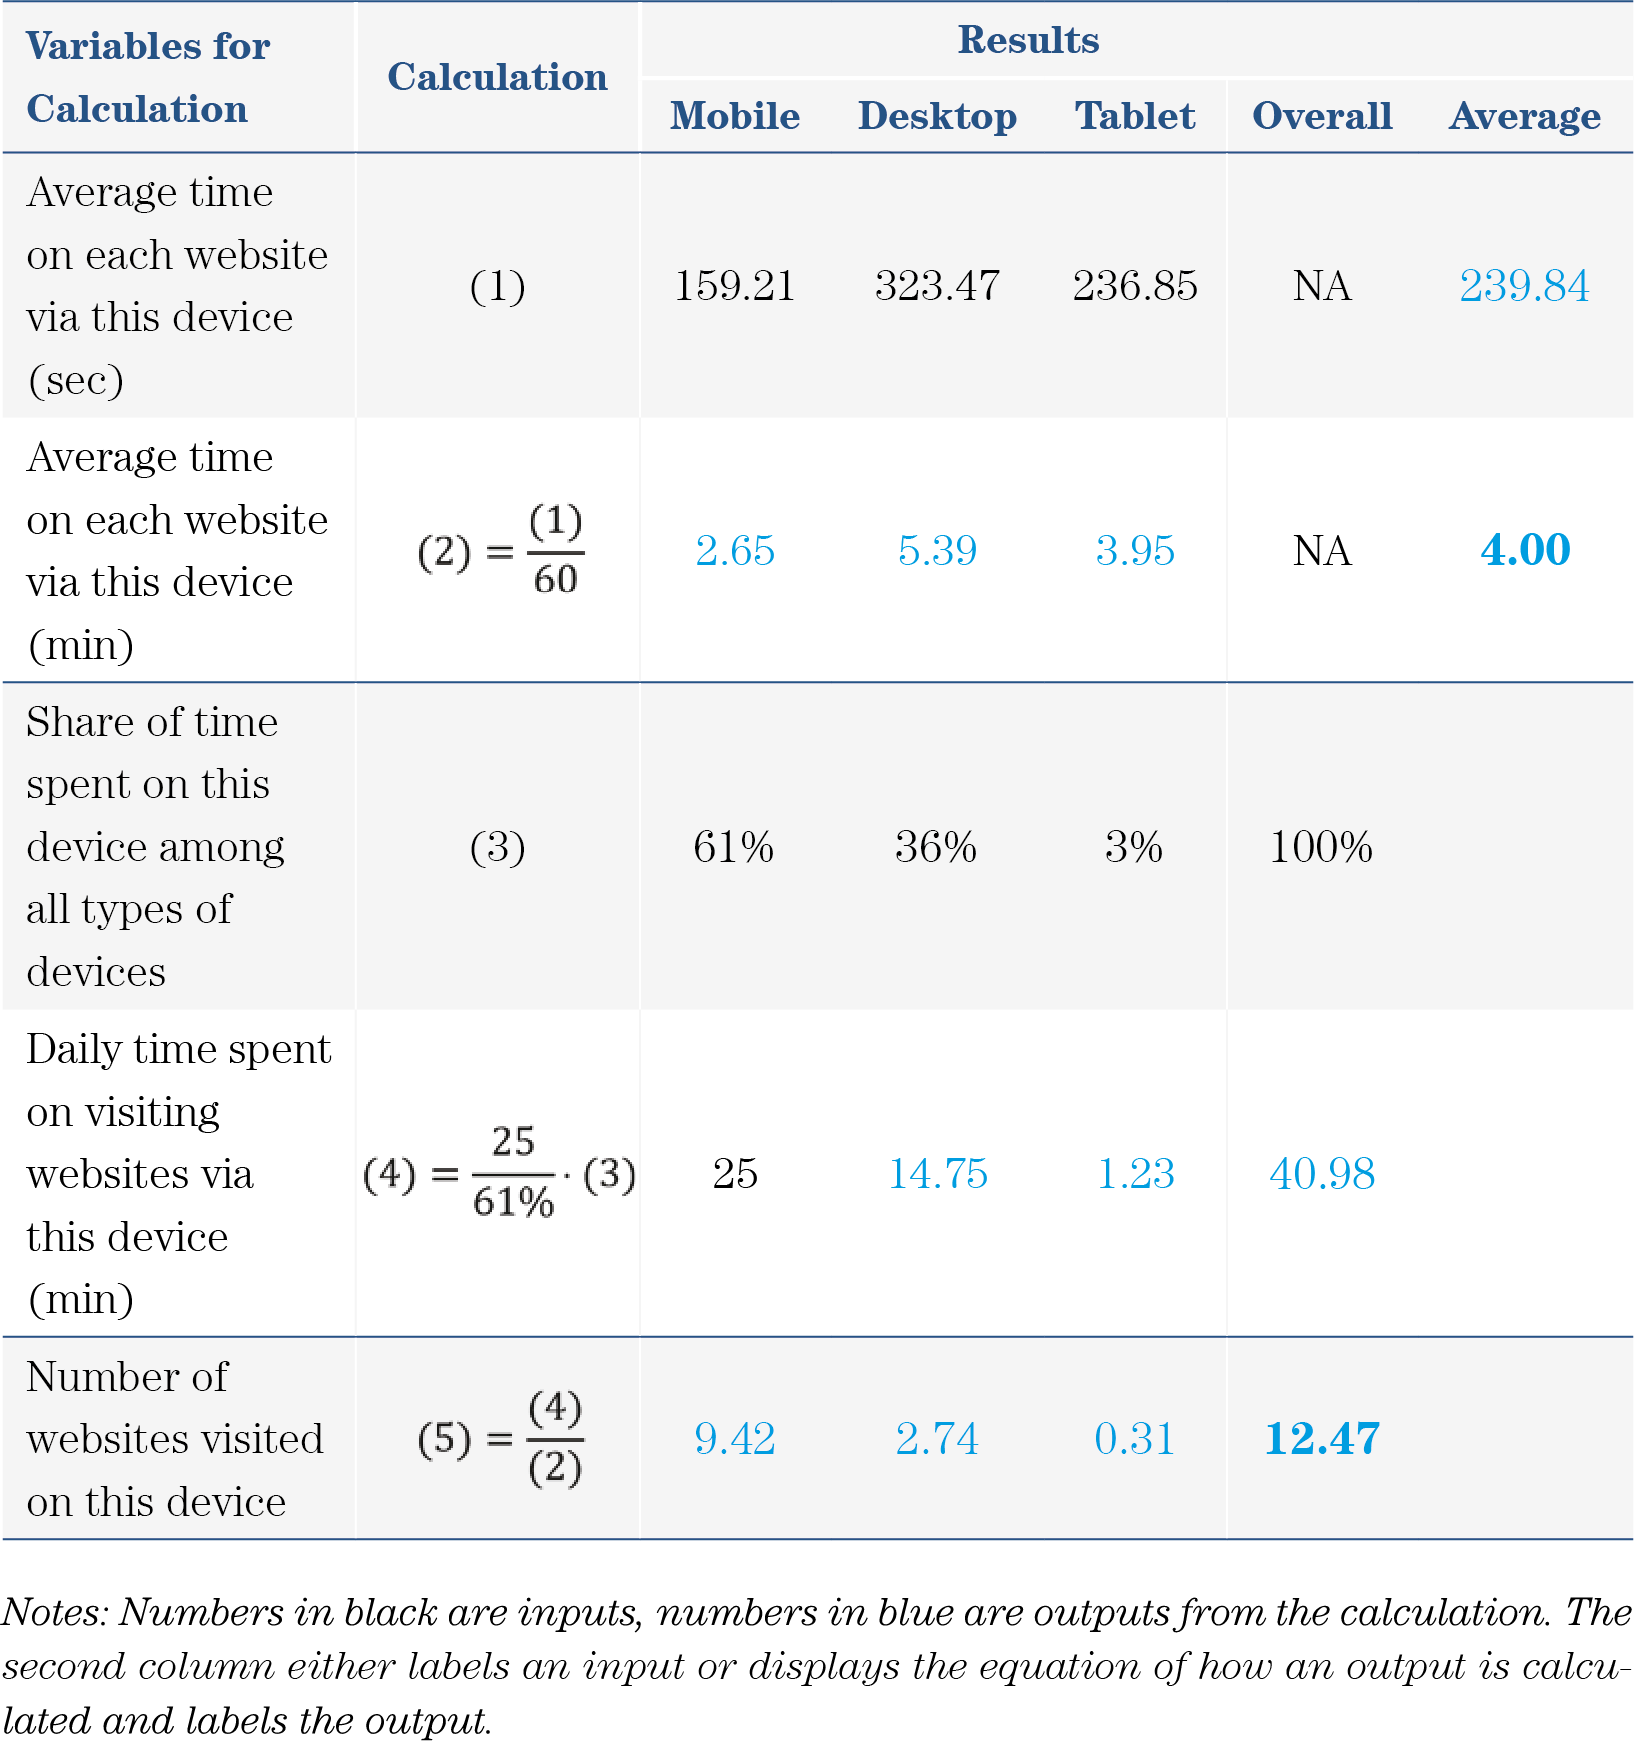 Variables for
Calculation
Calculation
Results
Mobile Desktop Tablet Overall Average
Average time
on each website
via this device
(sec)
(1)
159.21 323.47 236.85 NA 239.84
Average time
on each website
via this device
(min)
(2) = (1)/60
2.65 5.39 3.95 NA 4.00
Share of time
spent on this
device among
all types of
devices
(3)
61% 36% 3% 100%
Daily time spent
on visiting
websites via
this device
(min)
(4) = 25/61% · (3)
25 14.75 1.23 40.98
Number of
websites visited
on this device
(5) = (4)/(2)
9.42 2.74 0.31 12.47
Notes: Numbers in black are inputs, numbers in blue are outputs from the calculation. The
second column either labels an input or displays the equation of how an output is calcu-
lated and labels the output.